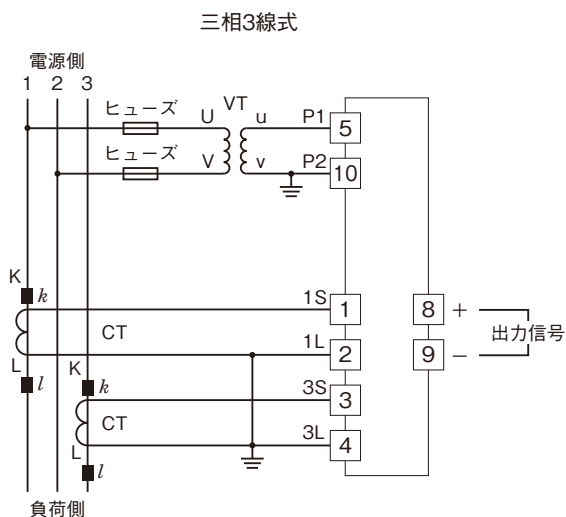 三相3線式
電源側
1 2 3
ヒューズ
VT
U u P1 5
ヒューズ
V v P2 10
K k
1S 1
8 +
CT
出力信号
1L 2
9 −
L l
K k
3S 3
CT
3L 4
L l
負荷側